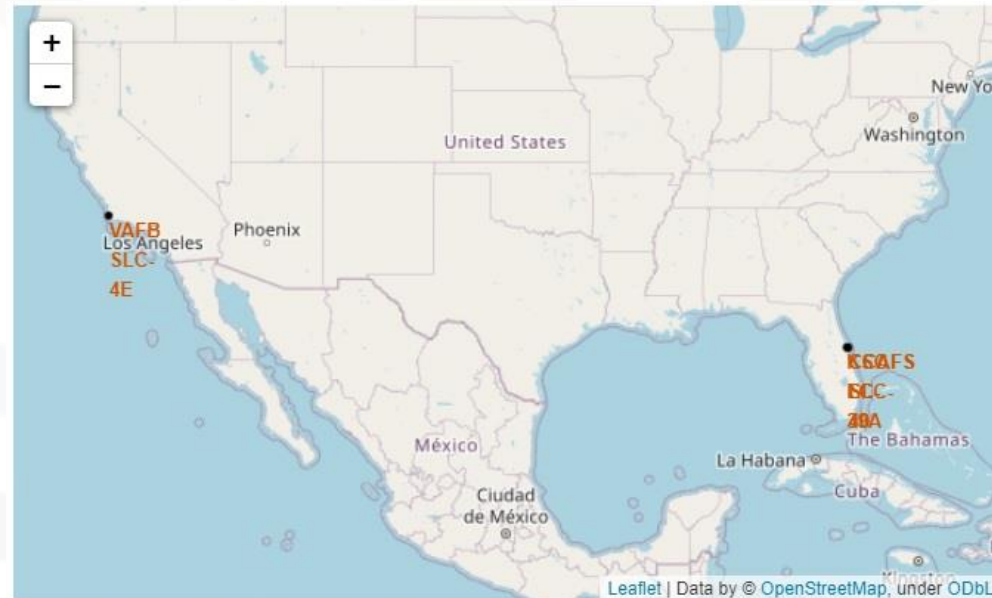 +
−
New Yo
Washington
United States
Phoenix
VAFB
Los Angeles
SLC-
4E
México
The Bahamas
La Habana
Cuba
Ciudad
de México
Leaflet | Data by © OpenStreetMap, under ODbL